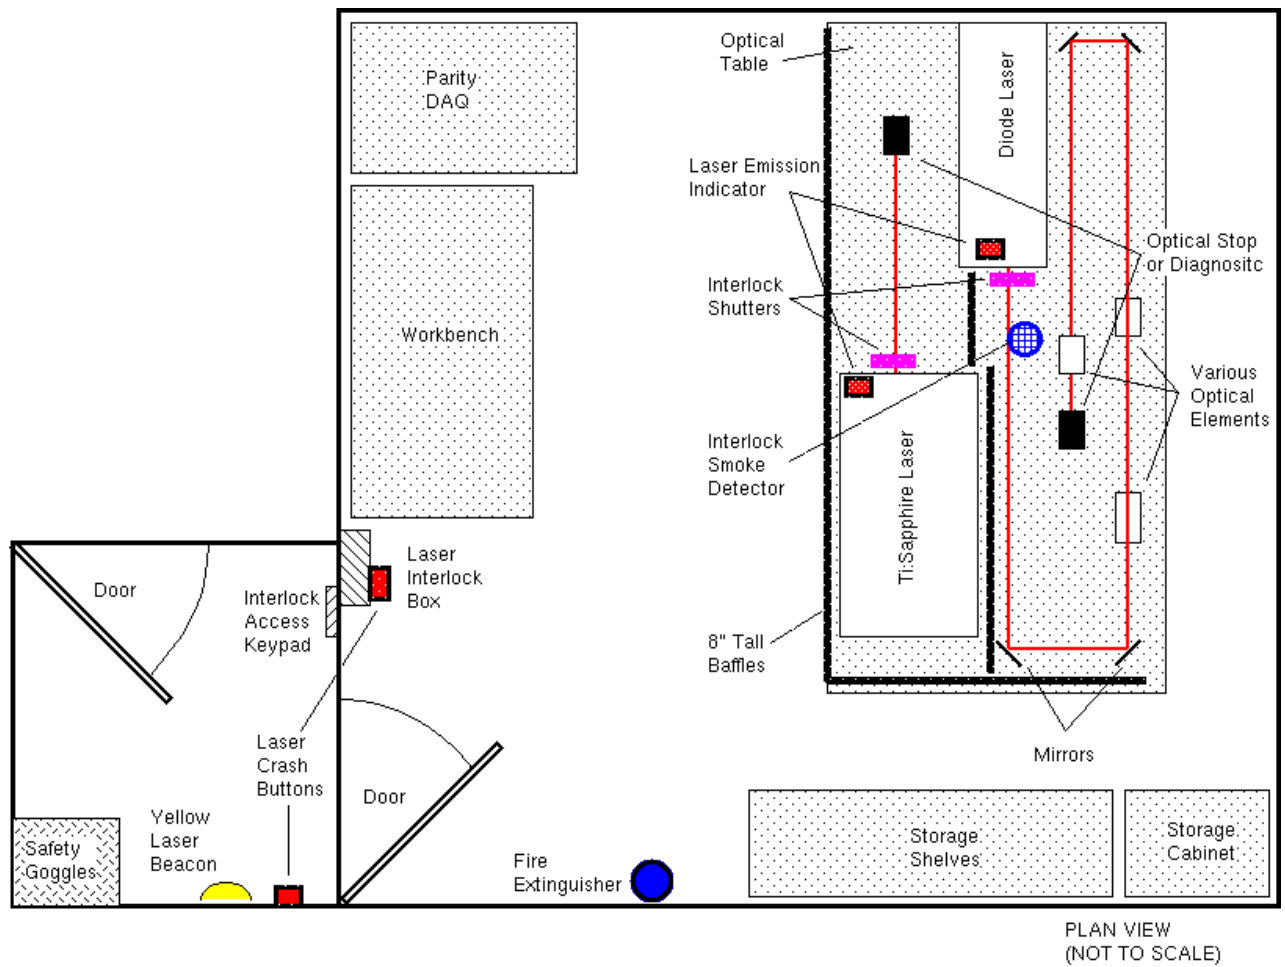 Parity
DAQ
Optical
Table
Diode Laser
Laser Emission
Indicator
Optical Stop
or Diagnositc
Interlock
Shutters
Workbench
Various
Optical
Elements
Interlock
Smoke
Detector
Ti:Sapphire Laser
Laser
Interlock
Box
Door
Interlock
Access
Keypad
8" Tall
Baffles
Laser
Crash
Buttons
Mirrors
Door
Yellow
Laser
Beacon
Safety
Goggles
Fire
Extinguisher
Storage
Shelves
Storage
Cabinet
PLAN VIEW
(NOT TO SCALE)